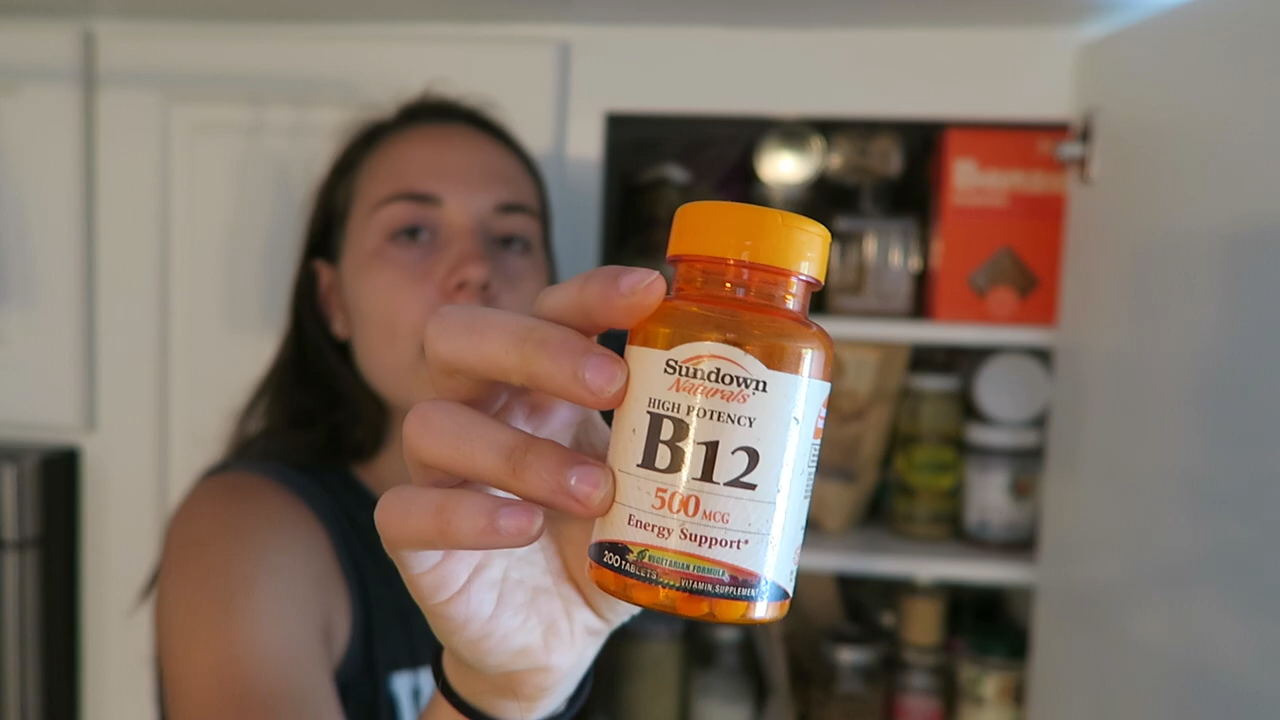 Sundown
Naturals®
HIGH POTENCY
B12
500 MCG
Energy Support*
VEGETARIAN FORMULA
200 TABLETS
VITAMIN SUPPLEMENT